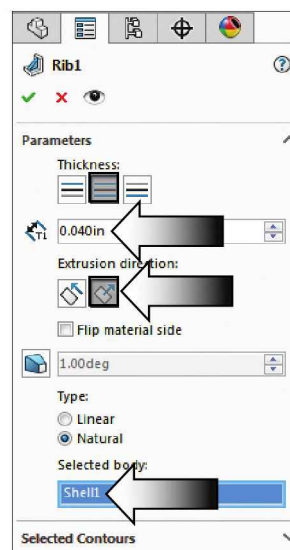 Rib1
Parameters
Thickness:
T1
0.040in
Extrusion direction:
Flip material side
1.00deg
Type:
Linear
Natural
Selected body:
Shell1
Selected Contours